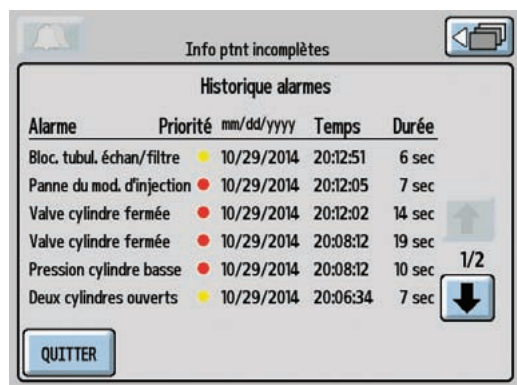 Info ptnt incomplètes
Historique alarmes
Alarme Priorité mm/dd/yyyy Temps Durée
Bloc. tubul. échan/filtre 10/29/2014 20:12:51 6 sec
Panne du mod. d'injection 10/29/2014 20:12:05 7 sec
Valve cylindre fermée 10/29/2014 20:12:02 14 sec
Valve cylindre fermée 10/29/2014 20:08:12 19 sec
Pression cylindre basse 10/29/2014 20:08:12 10 sec
Deux cylindres ouverts 10/29/2014 20:06:34 7 sec
1/2
QUITTER